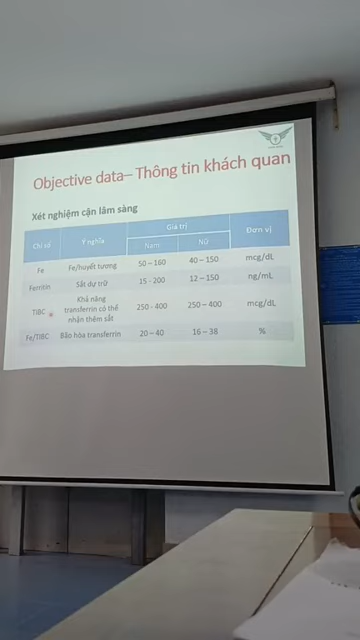 Objective data– Thông tin khách quan
Xét nghiệm cận lâm sàng
Chỉ số Ý nghĩa Giá trị Đơn vị
Nam Nữ
Fe Fe/huyết tương 50 – 160 40 – 150 mcg/dL
Ferritin Sắt dự trữ 15 - 200 12 – 150 ng/mL
TIBC Khả năng transferrin có thể nhận thêm sắt 250 - 400 250 – 400 mcg/dL
Fe/TIBC Bão hòa transferrin 20 – 40 16 – 38 %